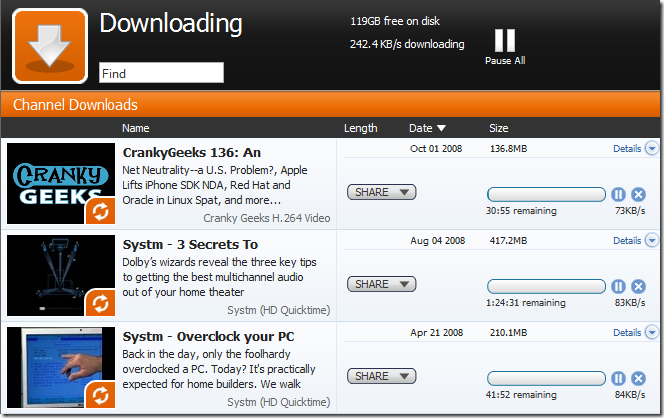 Downloading
119GB free on disk
242.4 KB/s downloading
Pause All
Find
Channel Downloads
Name Length Date Size
CRANKY
GEEKS
CrankyGeeks 136: An
Net Neutrality--a U.S. Problem?, Apple
Lifts iPhone SDK NDA, Red Hat and
Oracle in Linux Spat, and more...
Cranky Geeks H.264 Video
SHARE
Oct 01 2008
136.8MB
Details
30:55 remaining
73KB/s
Systm - 3 Secrets To
Dolby's wizards reveal the three key tips
to getting the best multichannel audio
out of your home theater
Systm (HD Quicktime)
SHARE
Aug 04 2008
417.2MB
Details
1:24:31 remaining
83KB/s
Systm - Overclock your PC
Back in the day, only the foolhardy
overclocked a PC. Today? It's practically
expected for home builders. We walk
Systm (HD Quicktime)
SHARE
Apr 21 2008
210.1MB
Details
41:52 remaining
84KB/s